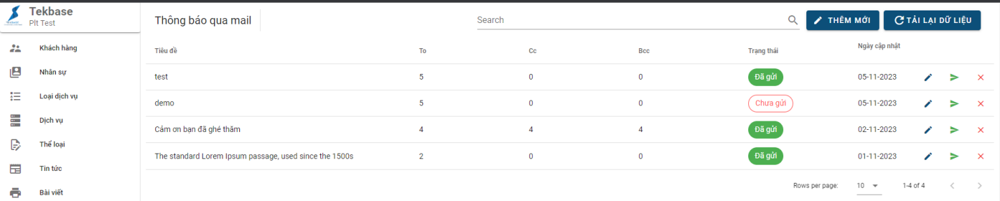 Tekbase
Plt Test
Khách hàng
Nhân sự
Loại dịch vụ
Dịch vụ
Thể loại
Tin tức
Bài viết
Thông báo qua mail
Search
THÊM MỚI
TẢI LẠI DỮ LIỆU
Tiêu đề To Cc Bcc Trạng thái Ngày cập nhật
test 5 0 0 Đã gửi 05-11-2023
demo 5 0 0 Chưa gửi 05-11-2023
Cảm ơn bạn đã ghé thăm 4 4 4 Đã gửi 02-11-2023
The standard Lorem Ipsum passage, used since the 1500s 2 0 0 Đã gửi 01-11-2023
Rows per page: 10 1-4 of 4